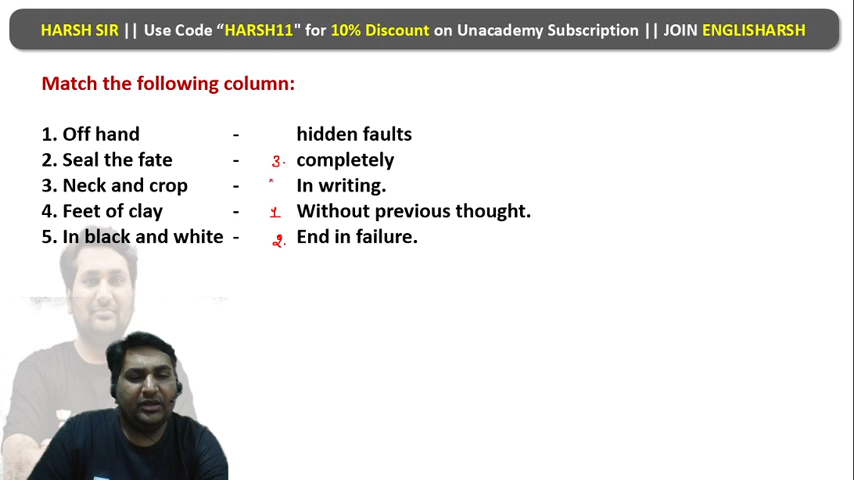 HARSH SIR || Use Code “HARSH11" for 10% Discount on Unacademy Subscription || JOIN ENGLISHARSH
Match the following column:
1. Off hand - hidden faults
2. Seal the fate - 3. completely
3. Neck and crop - In writing.
4. Feet of clay - 1 Without previous thought.
5. In black and white - 2. End in failure.